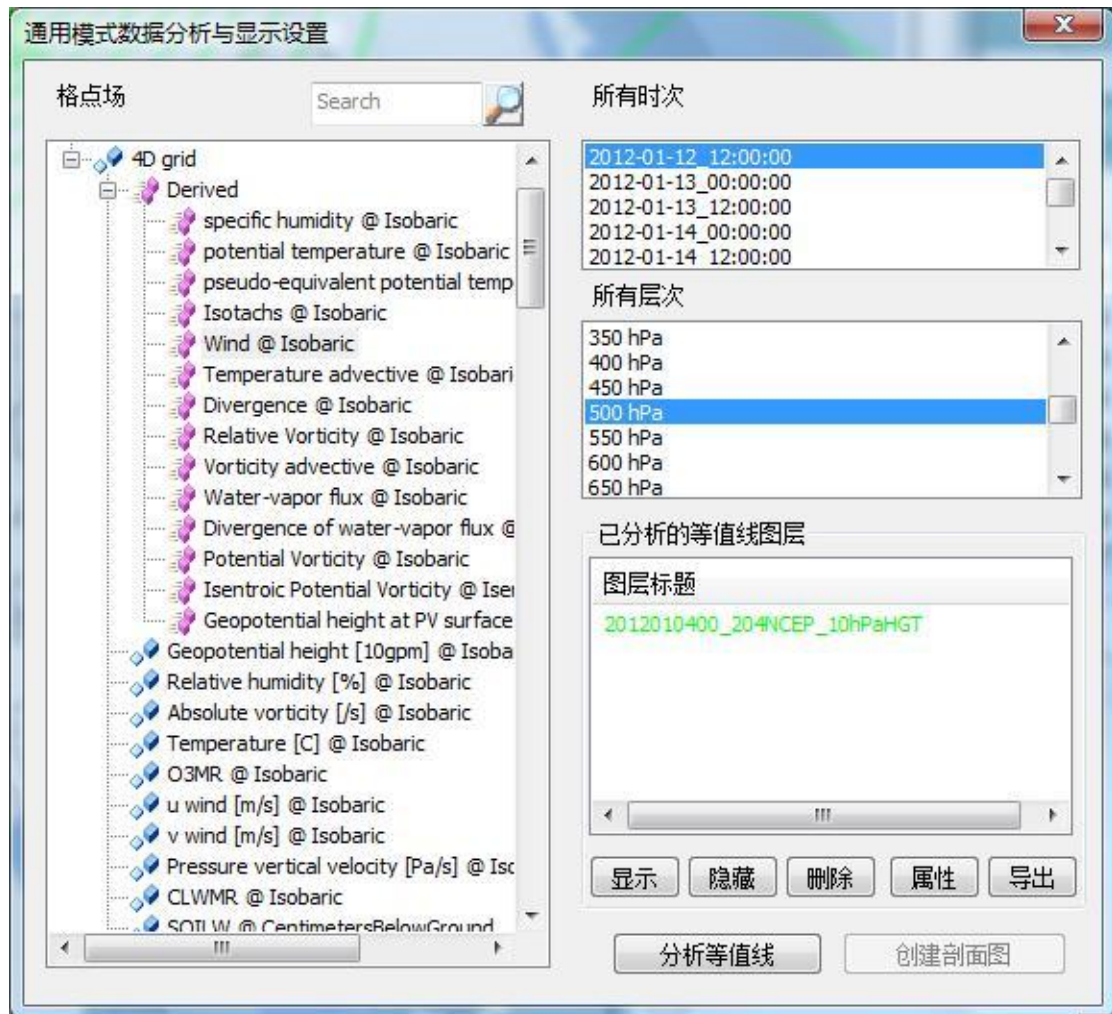 通用模式数据分析与显示设置
格点场
Search
4D grid
Derived
specific humidity @ Isobaric
potential temperature @ Isobaric
pseudo-equivalent potential temp
Isotachs @ Isobaric
Wind @ Isobaric
Temperature advective @ Isobari
Divergence @ Isobaric
Relative Vorticity @ Isobaric
Vorticity advective @ Isobaric
Water-vapor flux @ Isobaric
Divergence of water-vapor flux @
Potential Vorticity @ Isobaric
Isentroic Potential Vorticity @ Iser
Geopotential height at PV surface
Geopotential height [10gpm] @ Isoba
Relative humidity [%] @ Isobaric
Absolute vorticity [/s] @ Isobaric
Temperature [C] @ Isobaric
O3MR @ Isobaric
u wind [m/s] @ Isobaric
v wind [m/s] @ Isobaric
Pressure vertical velocity [Pa/s] @ Iso
CLWMR @ Isobaric
SOILW @ CentimetersBelowGround
所有时次
2012-01-12_12:00:00
2012-01-13_00:00:00
2012-01-13_12:00:00
2012-01-14_00:00:00
2012-01-14_12:00:00
所有层次
350 hPa
400 hPa
450 hPa
500 hPa
550 hPa
600 hPa
650 hPa
已分析的等值线图层
图层标题
2012010400_204NCEP_10hPaHGT
显示 隐藏 删除 属性 导出
分析等值线 创建剖面图